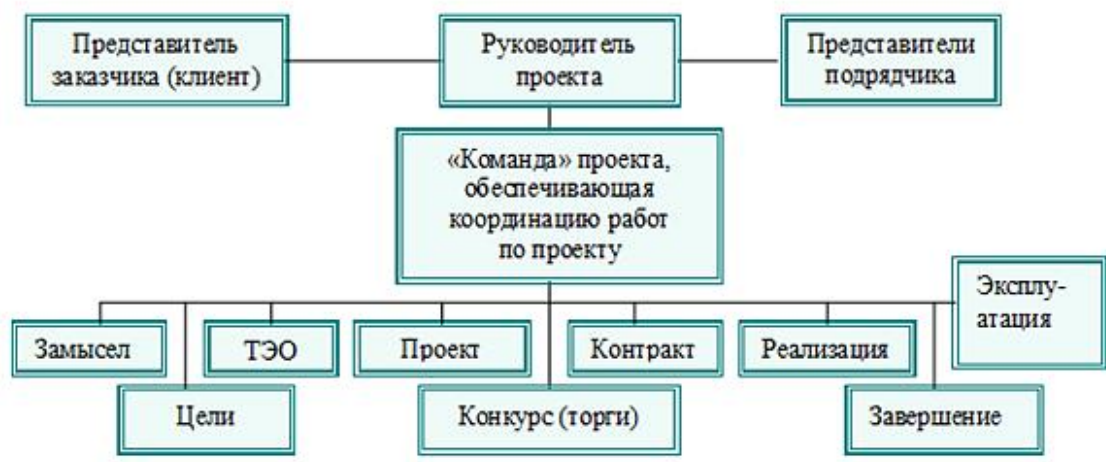 Представитель
заказчика (клиент)
Руководитель
проекта
Представители
подрядчика
«Команда» проекта,
обеспечивающая
координацию работ
по проекту
Эксплу-
атация
Замысел
ТЭО
Проект
Контракт
Реализация
Цели
Конкурс (торги)
Завершение